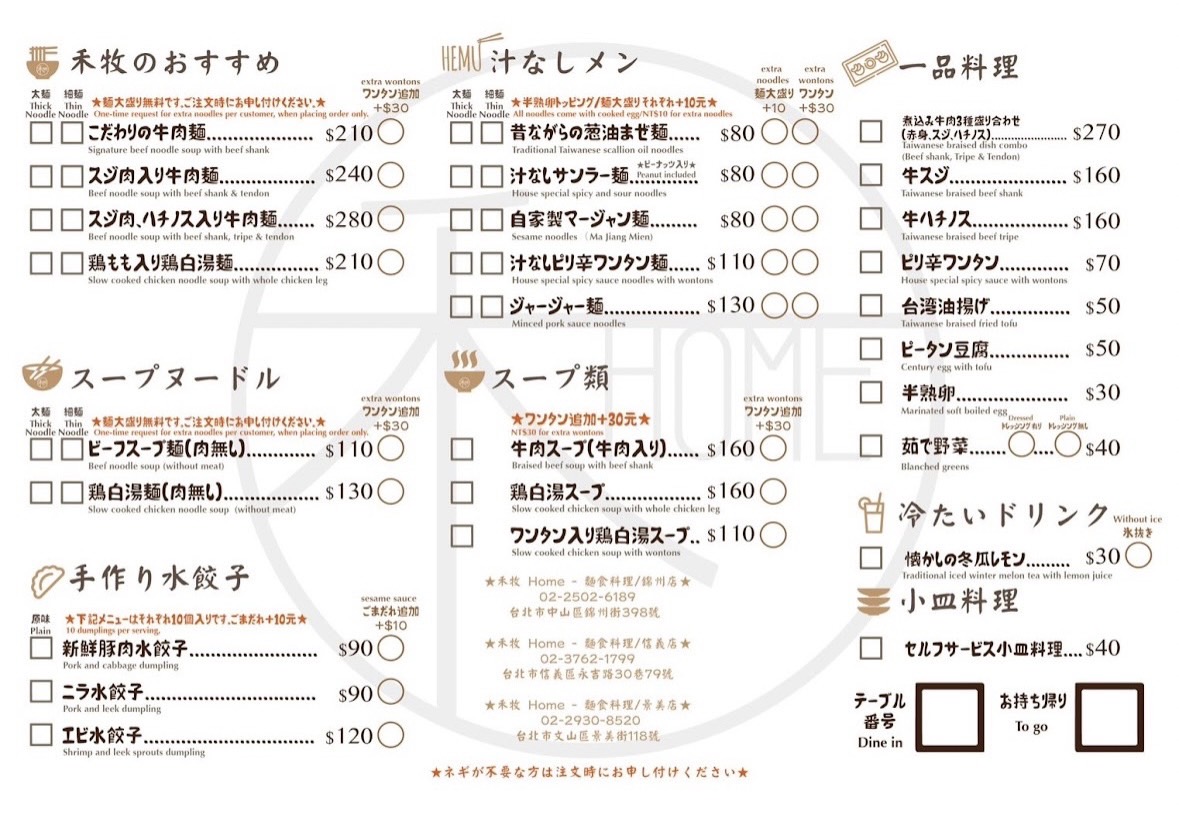 禾牧のおすすめ
太麺
Thick
Noodle
細麺
Thin
Noodle
★麺大盛り無料です。ご注文時にお申し付けください。★
One-time request for extra noodles per customer, when placing order only.
extra wontons
ワンタン追加
+$30
こだわりの牛肉麺................ $210
Signature beef noodle soup with beef shank
スジ肉入り牛肉麺................ $240
Beef noodle soup with beef shank & tendon
スジ肉、ハチノス入り牛肉麺...... $280
Beef noodle soup with beef shank, tripe & tendon
鶏もも入り鶏白湯麺............. $210
Slow cooked chicken noodle soup with whole chicken leg
スープヌードル
太麺
Thick
Noodle
細麺
Thin
Noodle
★麺大盛り無料です。ご注文時にお申し付けください。★
One-time request for extra noodles per customer, when placing order only.
extra wontons
ワンタン追加
+$30
ビーフスープ麺(肉無し)........... $110
Beef noodle soup (without meat)
鶏白湯麺(肉無し)............... $130
Slow cooked chicken noodle soup (without meat)
手作り水餃子
原味
Plain
★下記メニューはそれぞれ10個入りです。ごまだれ+10元★
10 dumplings per serving.
sesame sauce
ごまだれ追加
+$10
新鮮豚肉水餃子.................... $90
Pork and cabbage dumpling
ニラ水餃子.......................... $90
Pork and leek dumpling
エビ水餃子.......................... $120
Shrimp and leek sprouts dumpling
HEMU 汁なしメン
太麺
Thick
Noodle
細麺
Thin
Noodle
★半熟卵トッピング/麺大盛りそれぞれ+10元★
All noodles come with cooked egg/NT$10 for extra noodles
extra
noodles
麺大盛り
+10
extra
wontons
ワンタン
+$30
昔ながらの葱油まぜ麺...... $80
Traditional Taiwanese scallion oil noodles
汁なしサンラー麺........... $80
★ピーナッツ入り★
Peanut included
House special spicy and sour noodles
自家製マージャン麺......... $80
Sesame noodles （Ma Jiang Mien)
汁なしピリ辛ワンタン麺...... $110
House special spicy sauce noodles with wontons
ジャージャー麺................. $130
Minced pork sauce noodles
スープ類
★ワンタン追加+30元★
NT$30 for extra wontons
extra wontons
ワンタン追加
+$30
牛肉スープ(牛肉入り)........ $160
Braised beef soup with beef shank
鶏白湯スープ................. $160
Slow cooked chicken soup with whole chicken leg
ワンタン入り鶏白湯スープ.. $110
Slow cooked chicken soup with wontons
★禾牧 Home - 麵食料理/錦州店★
02-2502-6189
台北市中山區錦州街398號
★禾牧 Home - 麵食料理/信義店★
02-3762-1799
台北市信義區永吉路30巷79號
★禾牧 Home - 麵食料理/景美店★
02-2930-8520
台北市文山區景美街118號
★ネギが不要な方は注文時にお申し付けください★
一品料理
煮込み牛肉3種盛り合わせ
(赤身、スジ、ハチノス)........................ $270
Taiwanese braised dish combo
(Beef shank, Tripe & Tendon)
牛スジ......................... $160
Taiwanese braised beef shank
牛ハチノス.................... $160
Taiwanese braised beef tripe
ピリ辛ワンタン.............. $70
House special spicy sauce with wontons
台湾油揚げ................ $50
Taiwanese braised fried tofu
ピータン豆腐................ $50
Century egg with tofu
半熟卵....................... $30
Marinated soft boiled egg
Dressed
ドレッシング有り
Plain
ドレッシング無し
茹で野菜............ $40
Blanched greens
冷たいドリンク
Without ice
氷抜き
懐かしの冬瓜レモン......... $30
Traditional iced winter melon tea with lemon juice
小皿料理
セルフサービス小皿料理.... $40
テーブル
番号
Dine in
お持ち帰り
To go
禾HOME